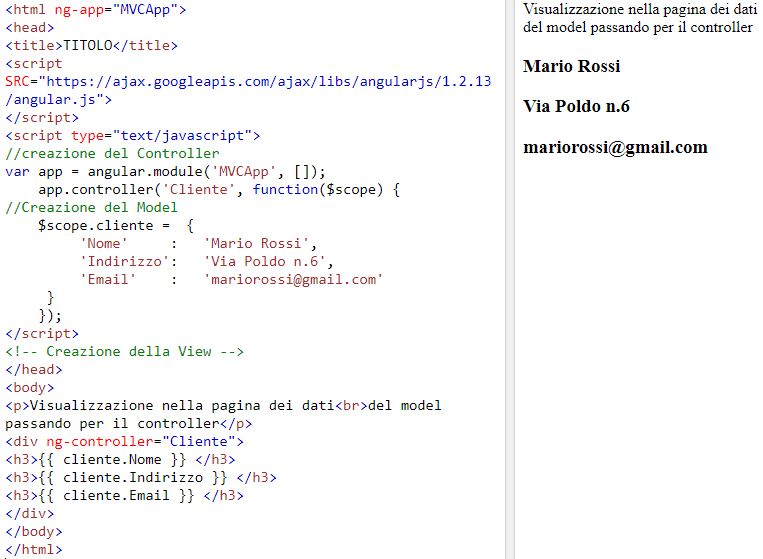 <html ng-app="MVCApp">
<head>
<title>TITOLO</title>
<script
SRC="https://ajax.googleapis.com/ajax/libs/angularjs/1.2.13
/angular.js">
</script>
<script type="text/javascript">
//creazione del Controller
var app = angular.module('MVCApp', []);
    app.controller('Cliente', function($scope) {
//Creazione del Model
    $scope.cliente =  {
         'Nome'     :   'Mario Rossi',
         'Indirizzo':   'Via Poldo n.6',
         'Email'    :   'mariorossi@gmail.com'
     }
    });
</script>
<!-- Creazione della View -->
</head>
<body>
<p>Visualizzazione nella pagina dei dati<br>del model
passando per il controller</p>
<div ng-controller="Cliente">
<h3>{{ cliente.Nome }} </h3>
<h3>{{ cliente.Indirizzo }} </h3>
<h3>{{ cliente.Email }} </h3>
</div>
</body>
</html>
Visualizzazione nella pagina dei dati
del model passando per il controller
Mario Rossi
Via Poldo n.6
mariorossi@gmail.com